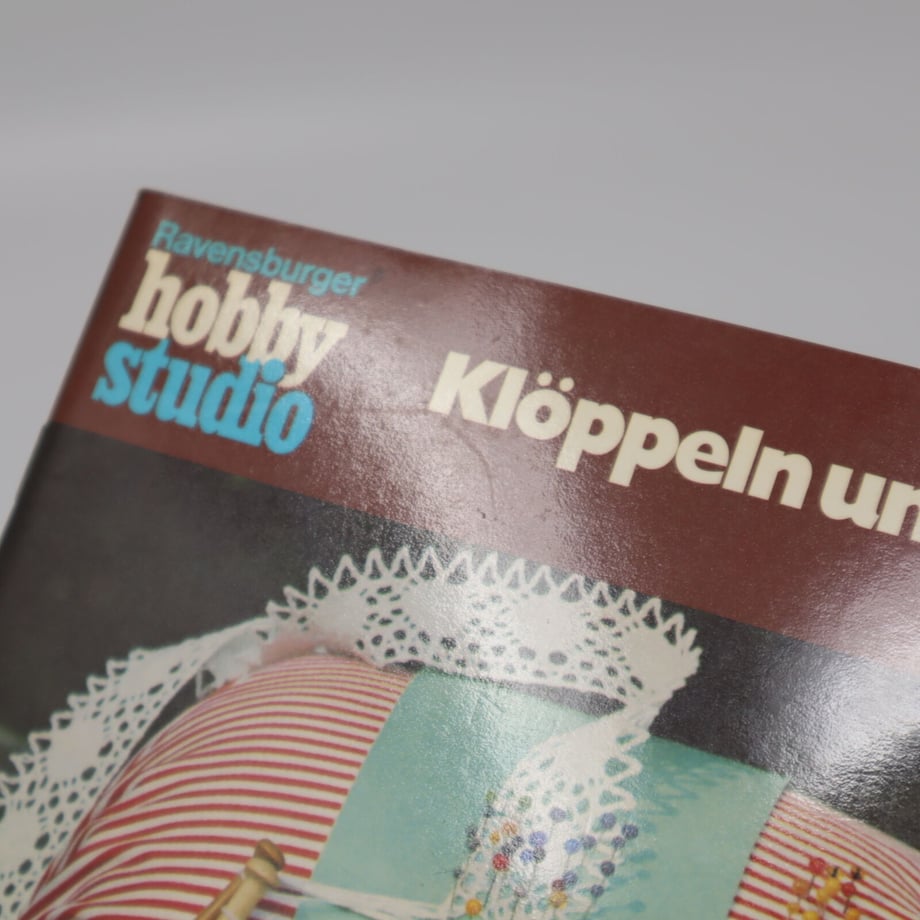 Ravensburger
hobby
studio
Klöppeln